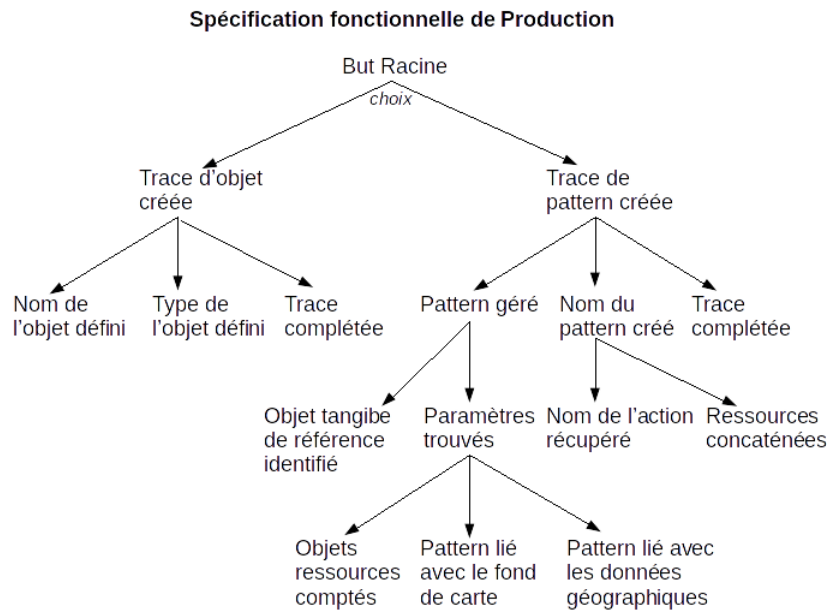 Spécification fonctionnelle de Production
But Racine
choix
Trace d'objet
créée
Trace de
pattern créée
Nom de
l'objet défini
Type de
l'objet défini
Trace
complétée
Pattern géré
Nom du
pattern créé
Trace
complétée
Objet tangibe
de référence
identifié
Paramètres
trouvés
Nom de l'action
récupéré
Ressources
concaténées
Objets
ressources
comptés
Pattern lié
avec le fond
de carte
Pattern lié avec
les données
géographiques